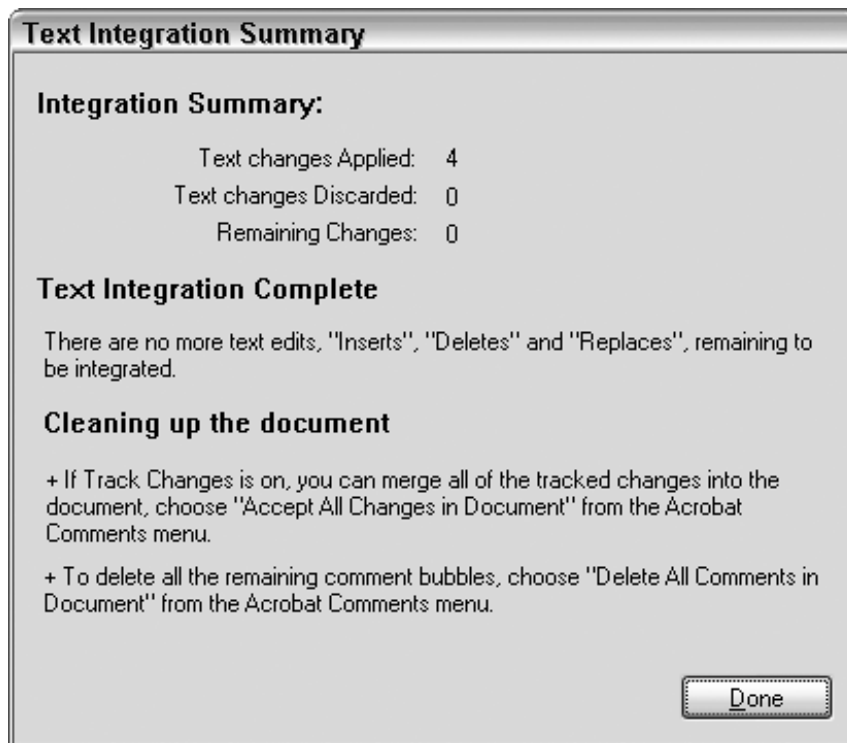 Text Integration Summary
Integration Summary:
Text changes Applied: 4
Text changes Discarded: 0
Remaining Changes: 0
Text Integration Complete
There are no more text edits, "Inserts", "Deletes" and "Replaces", remaining to
be integrated.
Cleaning up the document
+ If Track Changes is on, you can merge all of the tracked changes into the
document, choose "Accept All Changes in Document" from the Acrobat
Comments menu.
+ To delete all the remaining comment bubbles, choose "Delete All Comments in
Document" from the Acrobat Comments menu.
Done